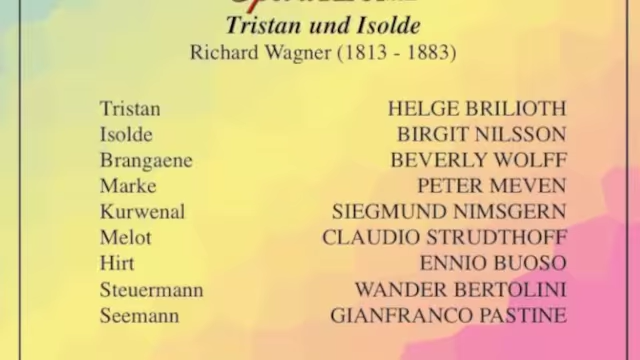 Tristan und Isolde
Richard Wagner (1813 - 1883)
Tristan HELGE BRILIOTH
Isolde BIRGIT NILSSON
Brangaene BEVERLY WOLFF
Marke PETER MEVEN
Kurwenal SIEGMUND NIMSGERN
Melot CLAUDIO STRUDTHOFF
Hirt ENNIO BUOSO
Steuermann WANDER BERTOLINI
Seemann GIANFRANCO PASTINE